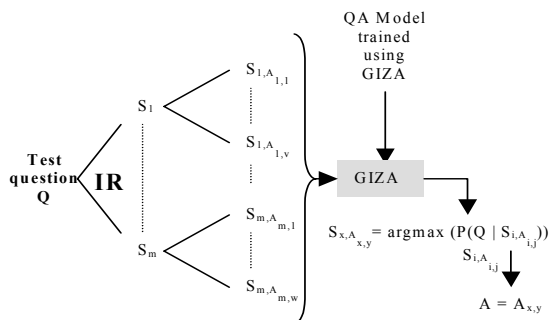 QA Model
trained
using
GIZA
Test
question
Q
IR
S1
Sm
S1,A1,1
S1,A1,v
Sm,Am,1
Sm,Am,w
GIZA
Sx,Ax,y = argmax (P(Q | Si,Ai,j))
Si,Ai,j
A = Ax,y